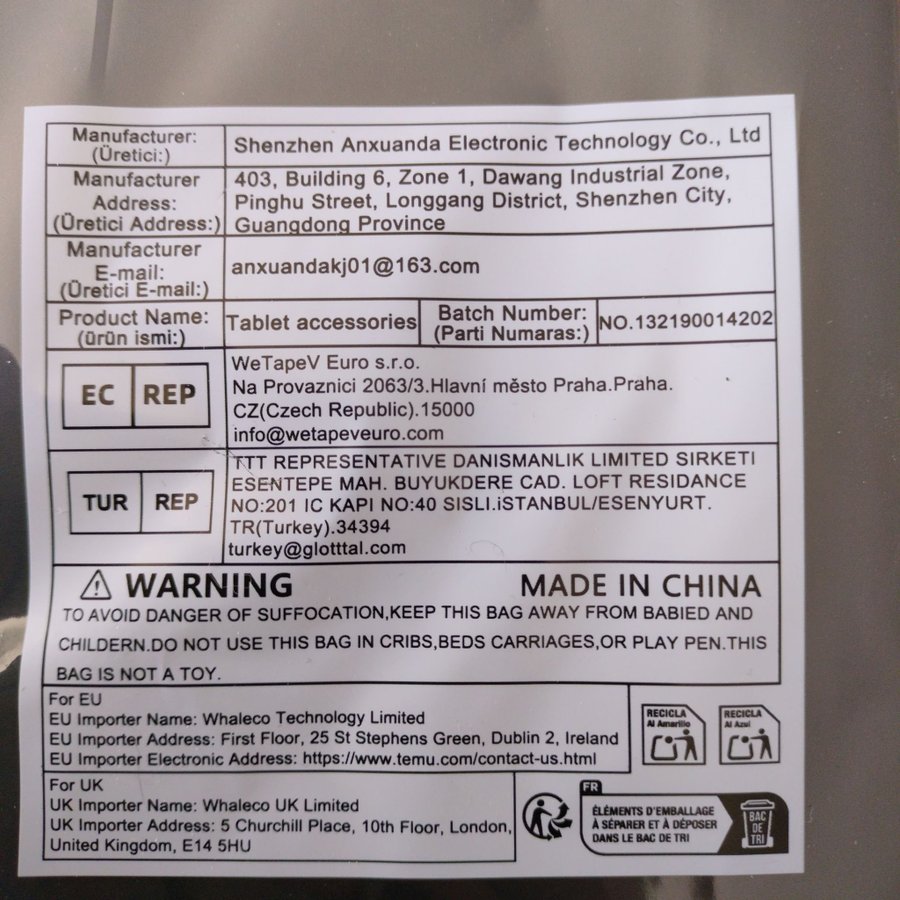 Manufacturer:
(Üretici:)
Shenzhen Anxuanda Electronic Technology Co., Ltd
Manufacturer
Address:
(Üretici Address:)
403, Building 6, Zone 1, Dawang Industrial Zone,
Pinghu Street, Longgang District, Shenzhen City,
Guangdong Province
Manufacturer
E-mail:
(Üretici E-mail:)
anxuandakj01@163.com
Product Name:
(ürün ismi:)
Tablet accessories
Batch Number:
(Parti Numaras:)
NO.132190014202
EC REP
WeTapeV Euro s.r.o.
Na Provaznici 2063/3.Hlavní město Praha.Praha.
CZ(Czech Republic).15000
info@wetapeveuro.com
TUR REP
TTT REPRESENTATIVE DANISMANLIK LIMITED SIRKETI
ESENTEPE MAH. BUYUKDERE CAD. LOFT RESIDANCE
NO:201 IC KAPI NO:40 SISLI.iSTANBUL/ESENYURT.
TR(Turkey).34394
turkey@glotttal.com
WARNING
MADE IN CHINA
TO AVOID DANGER OF SUFFOCATION,KEEP THIS BAG AWAY FROM BABIED AND
CHILDERN.DO NOT USE THIS BAG IN CRIBS,BEDS CARRIAGES,OR PLAY PEN.THIS
BAG IS NOT A TOY.
For EU
EU Importer Name: Whaleco Technology Limited
EU Importer Address: First Floor, 25 St Stephens Green, Dublin 2, Ireland
EU Importer Electronic Address: https://www.temu.com/contact-us.html
RECICLA
Al Amarillo
RECICLA
Al Azul
For UK
UK Importer Name: Whaleco UK Limited
UK Importer Address: 5 Churchill Place, 10th Floor, London,
United Kingdom, E14 5HU
FR
ÉLÉMENTS D'EMBALLAGE
À SÉPARER ET À DÉPOSER
DANS LE BAC DE TRI
BAC
DE
TRI